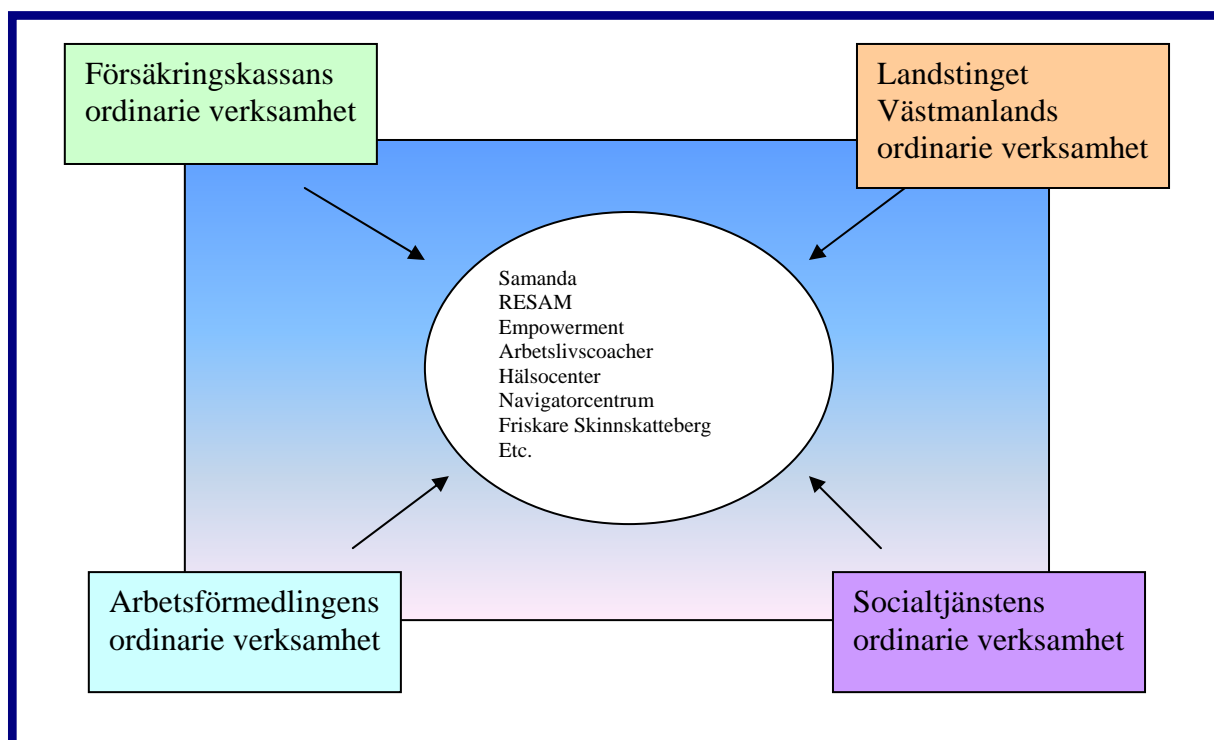 Försäkringskassans
ordinarie verksamhet
Landstinget
Västmanlands
ordinarie verksamhet
Samanda
RESAM
Empowerment
Arbetslivscoacher
Hälsocenter
Navigatorcentrum
Friskare Skinnskatteberg
Etc.
Arbetsförmedlingens
ordinarie verksamhet
Socialtjänstens
ordinarie verksamhet